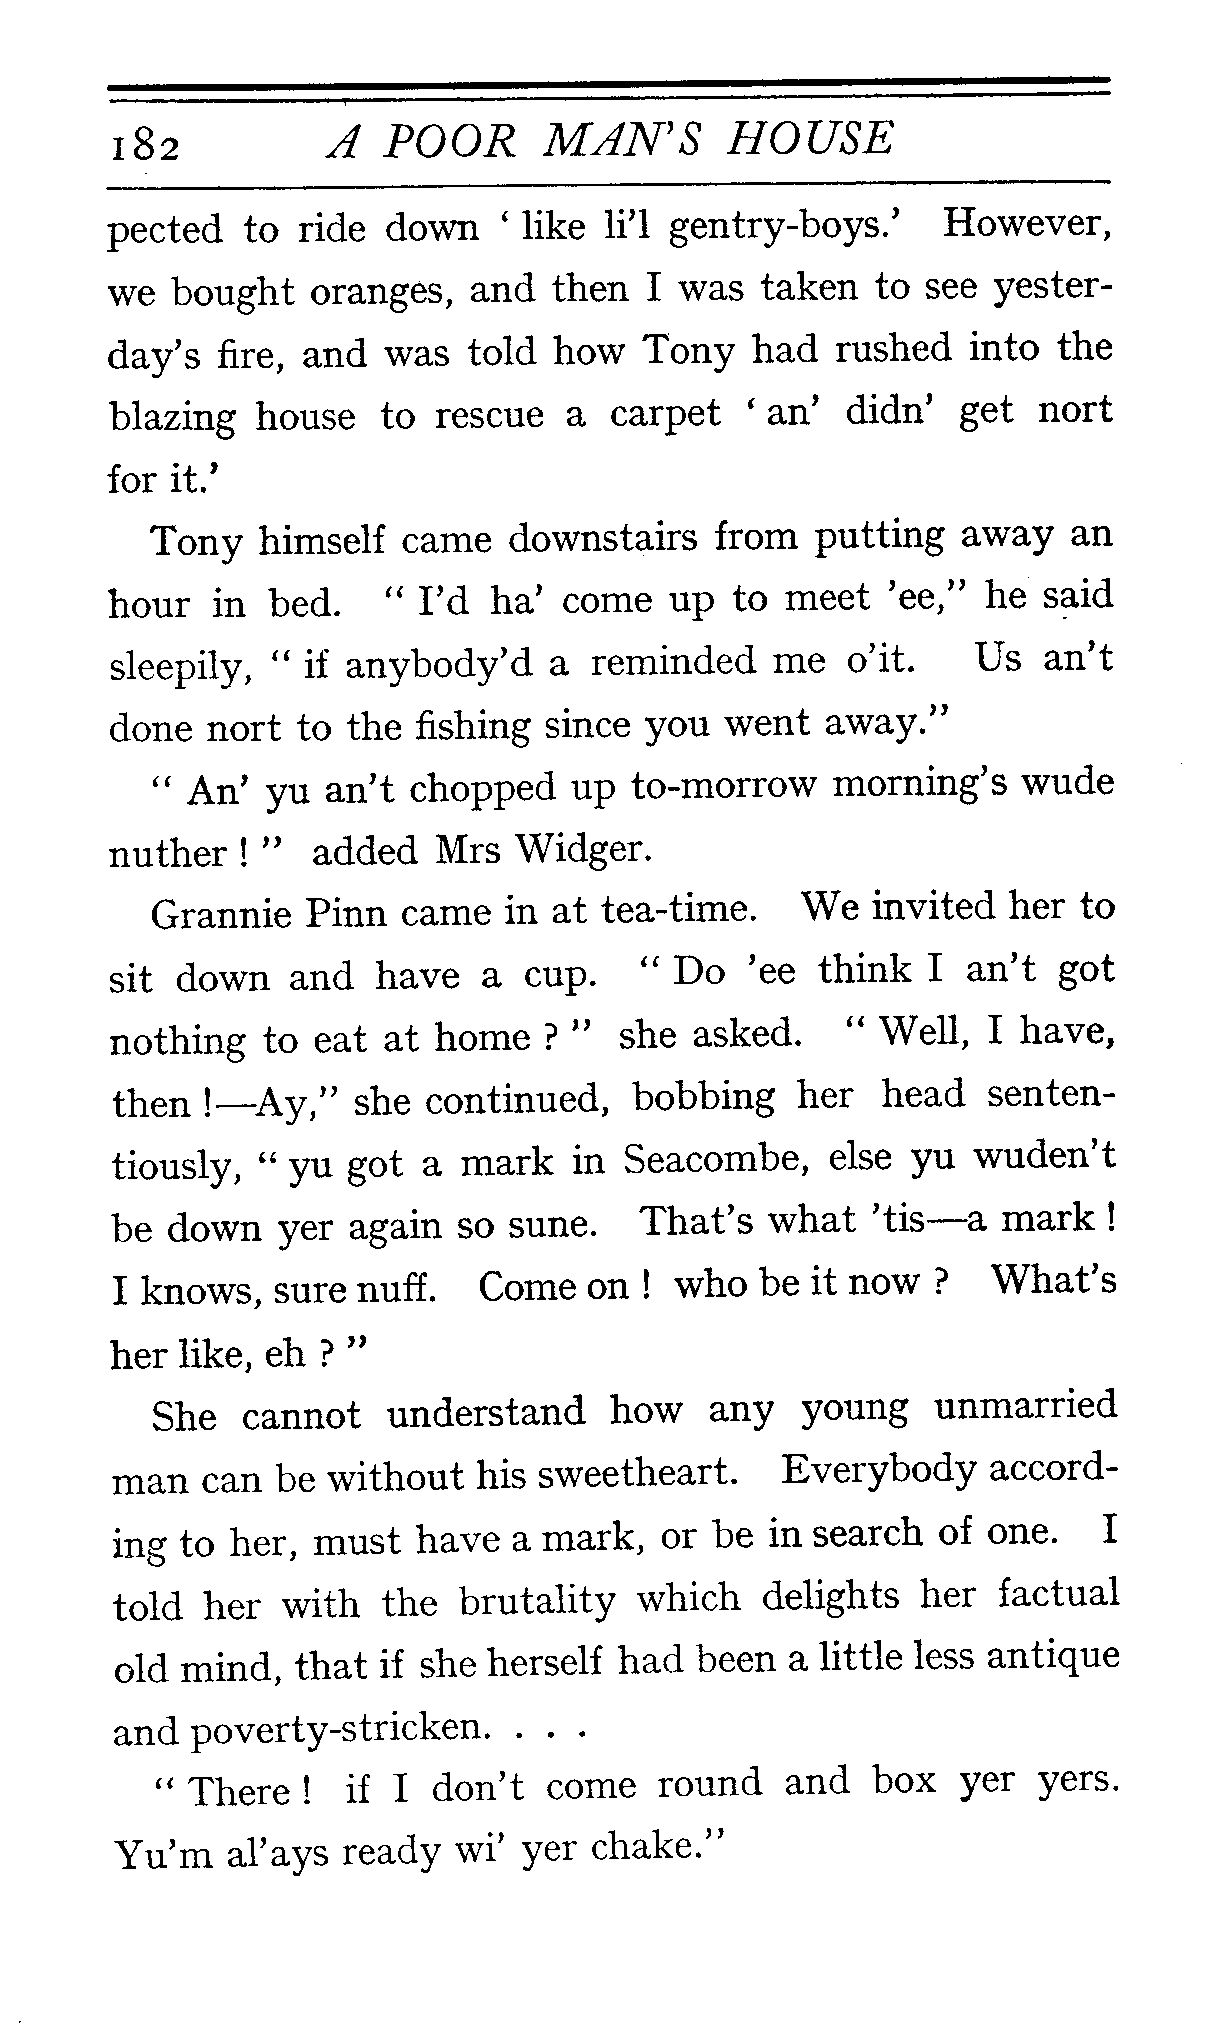 182 A POOR MAN'S HOUSE
pected to ride down ‘ like li’l gentry-boys.’ However,
we bought oranges, and then I was taken to see yester-
day’s fire, and was told how Tony had rushed into the
blazing house to rescue a carpet ‘ an’ didn’ get nort
for it.’
Tony himself came downstairs from putting away an
hour in bed. “ I’d ha’ come up to meet ’ee,” he said
sleepily, “ if anybody’d a reminded me o’it. Us an’t
done nort to the fishing since you went away.”
“ An’ yu an’t chopped up to-morrow morning’s wude
nuther ! ” added Mrs Widger.
Grannie Pinn came in at tea-time. We invited her to
sit down and have a cup. “ Do ’ee think I an’t got
nothing to eat at home ? ” she asked. “ Well, I have,
then !—Ay,” she continued, bobbing her head senten-
tiously, “ yu got a mark in Seacombe, else yu wuden’t
be down yer again so sune. That’s what ’tis—a mark !
I knows, sure nuff. Come on ! who be it now ? What’s
her like, eh ? ”
She cannot understand how any young unmarried
man can be without his sweetheart. Everybody accord-
ing to her, must have a mark, or be in search of one. I
told her with the brutality which delights her factual
old mind, that if she herself had been a little less antique
and poverty-stricken. . . .
“ There ! if I don’t come round and box yer yers.
Yu’m al’ays ready wi’ yer chake.”